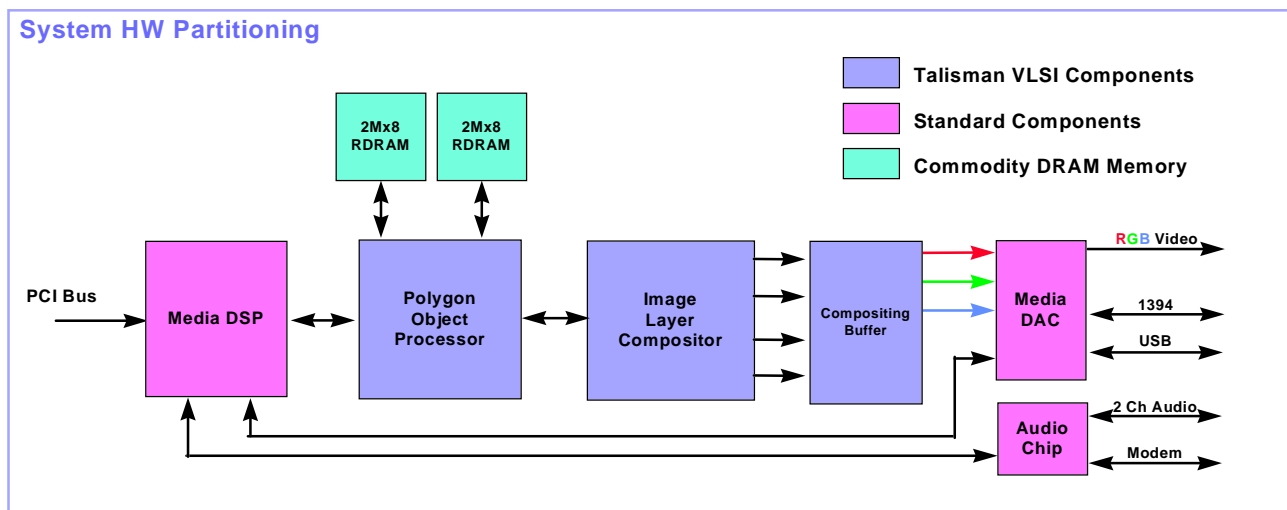 System HW Partitioning
Talisman VLSI Components
Standard Components
Commodity DRAM Memory
2Mx8
RDRAM
2Mx8
RDRAM
PCI Bus
Media DSP
Polygon
Object
Processor
Image
Layer
Compositor
Compositing
Buffer
Media
DAC
RGB Video
1394
USB
Audio
Chip
2 Ch Audio
Modem